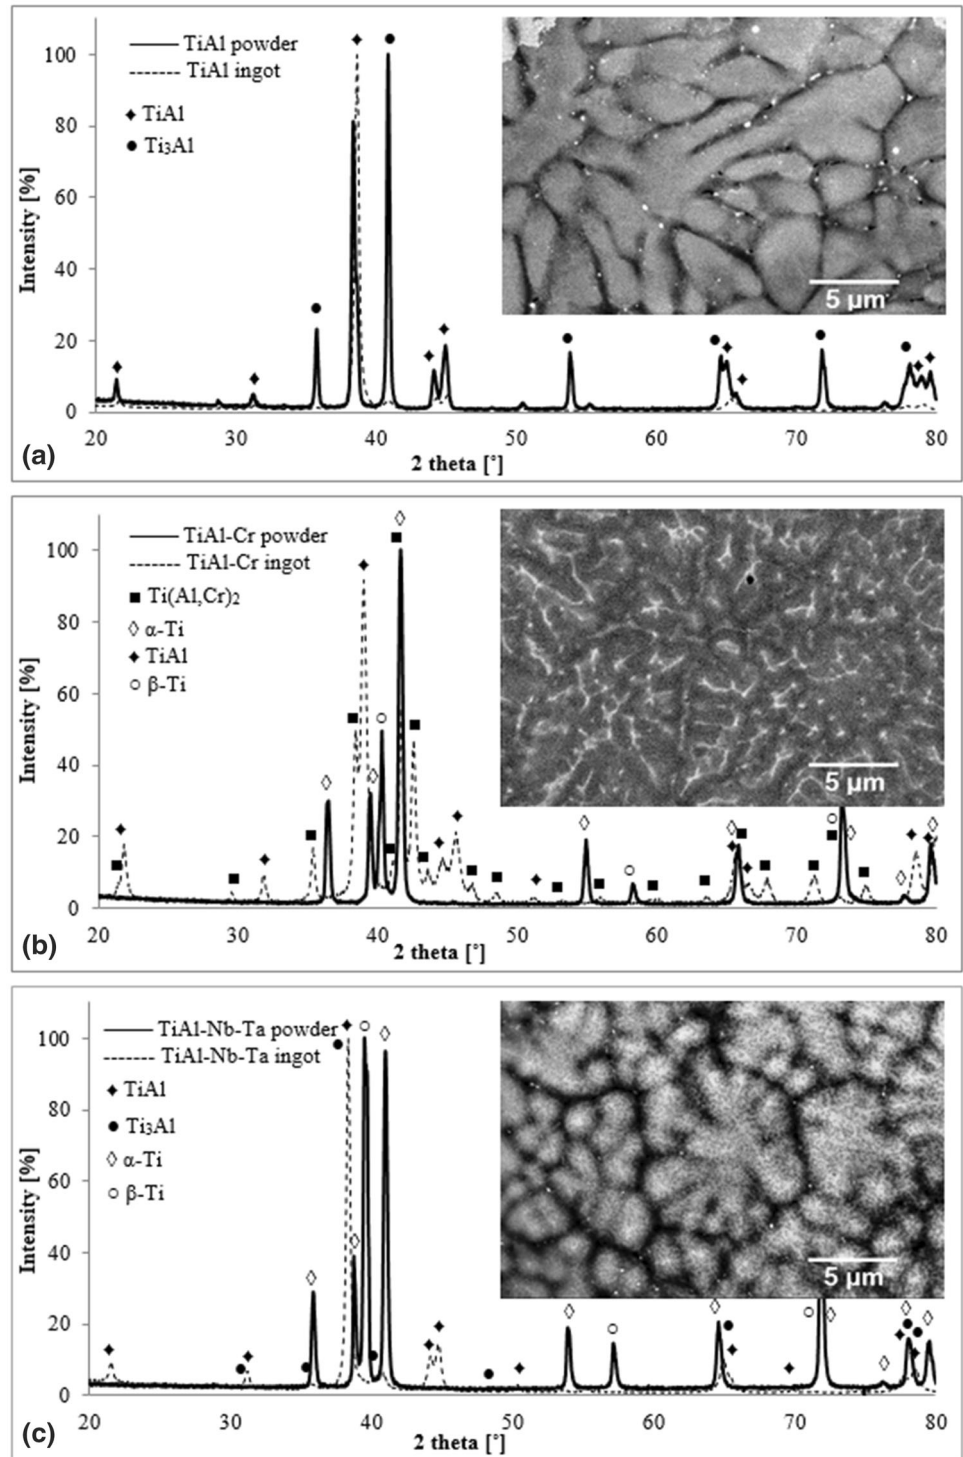 TiAl powder
TiAl ingot
TiAl
Ti₃Al
Intensity [%]
100
80
60
40
20
0
20 30 40 50 60 70 80
2 theta [°]
5 µm
(a)
TiAl-Cr powder
TiAl-Cr ingot
Ti(Al,Cr)₂
α-Ti
TiAl
β-Ti
Intensity [%]
100
80
60
40
20
0
20 30 40 50 60 70 80
2 theta [°]
5 µm
(b)
TiAl-Nb-Ta powder
TiAl-Nb-Ta ingot
TiAl
Ti₃Al
α-Ti
β-Ti
Intensity [%]
100
80
60
40
20
0
20 30 40 50 60 70 80
2 theta [°]
5 µm
(c)